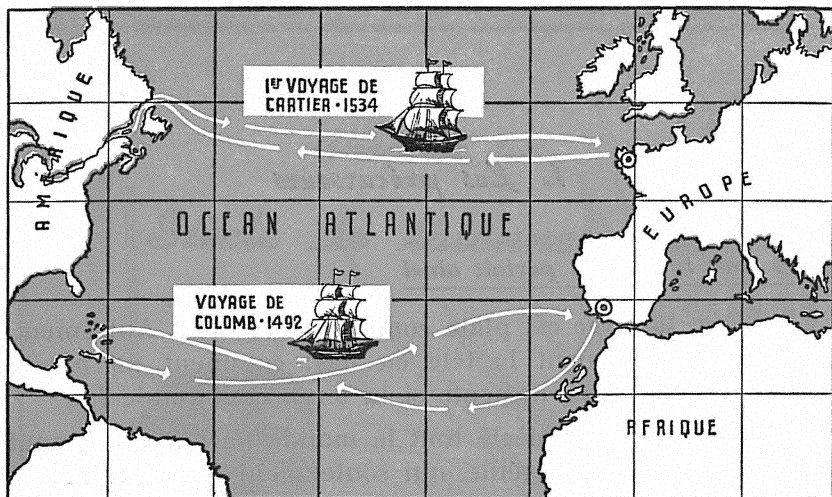 1er VOYAGE DE
CARTIER • 1534
AMÉRIQUE
EUROPE
OCEAN ATLANTIQUE
VOYAGE DE
COLOMB • 1492
AFRIQUE